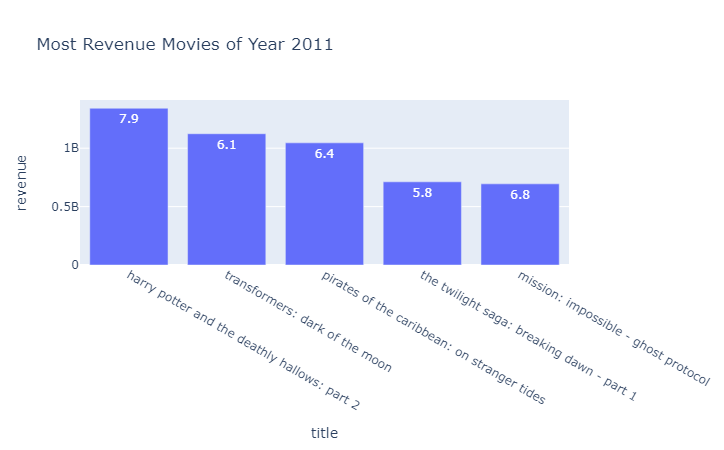 Most Revenue Movies of Year 2011
revenue
1B
0.5B
0
7.9
6.1
6.4
5.8
6.8
harry potter and the deathly hallows: part 2
transformers: dark of the moon
pirates of the caribbean: on stranger tides
the twilight saga: breaking dawn - part 1
mission: impossible - ghost protocol
title